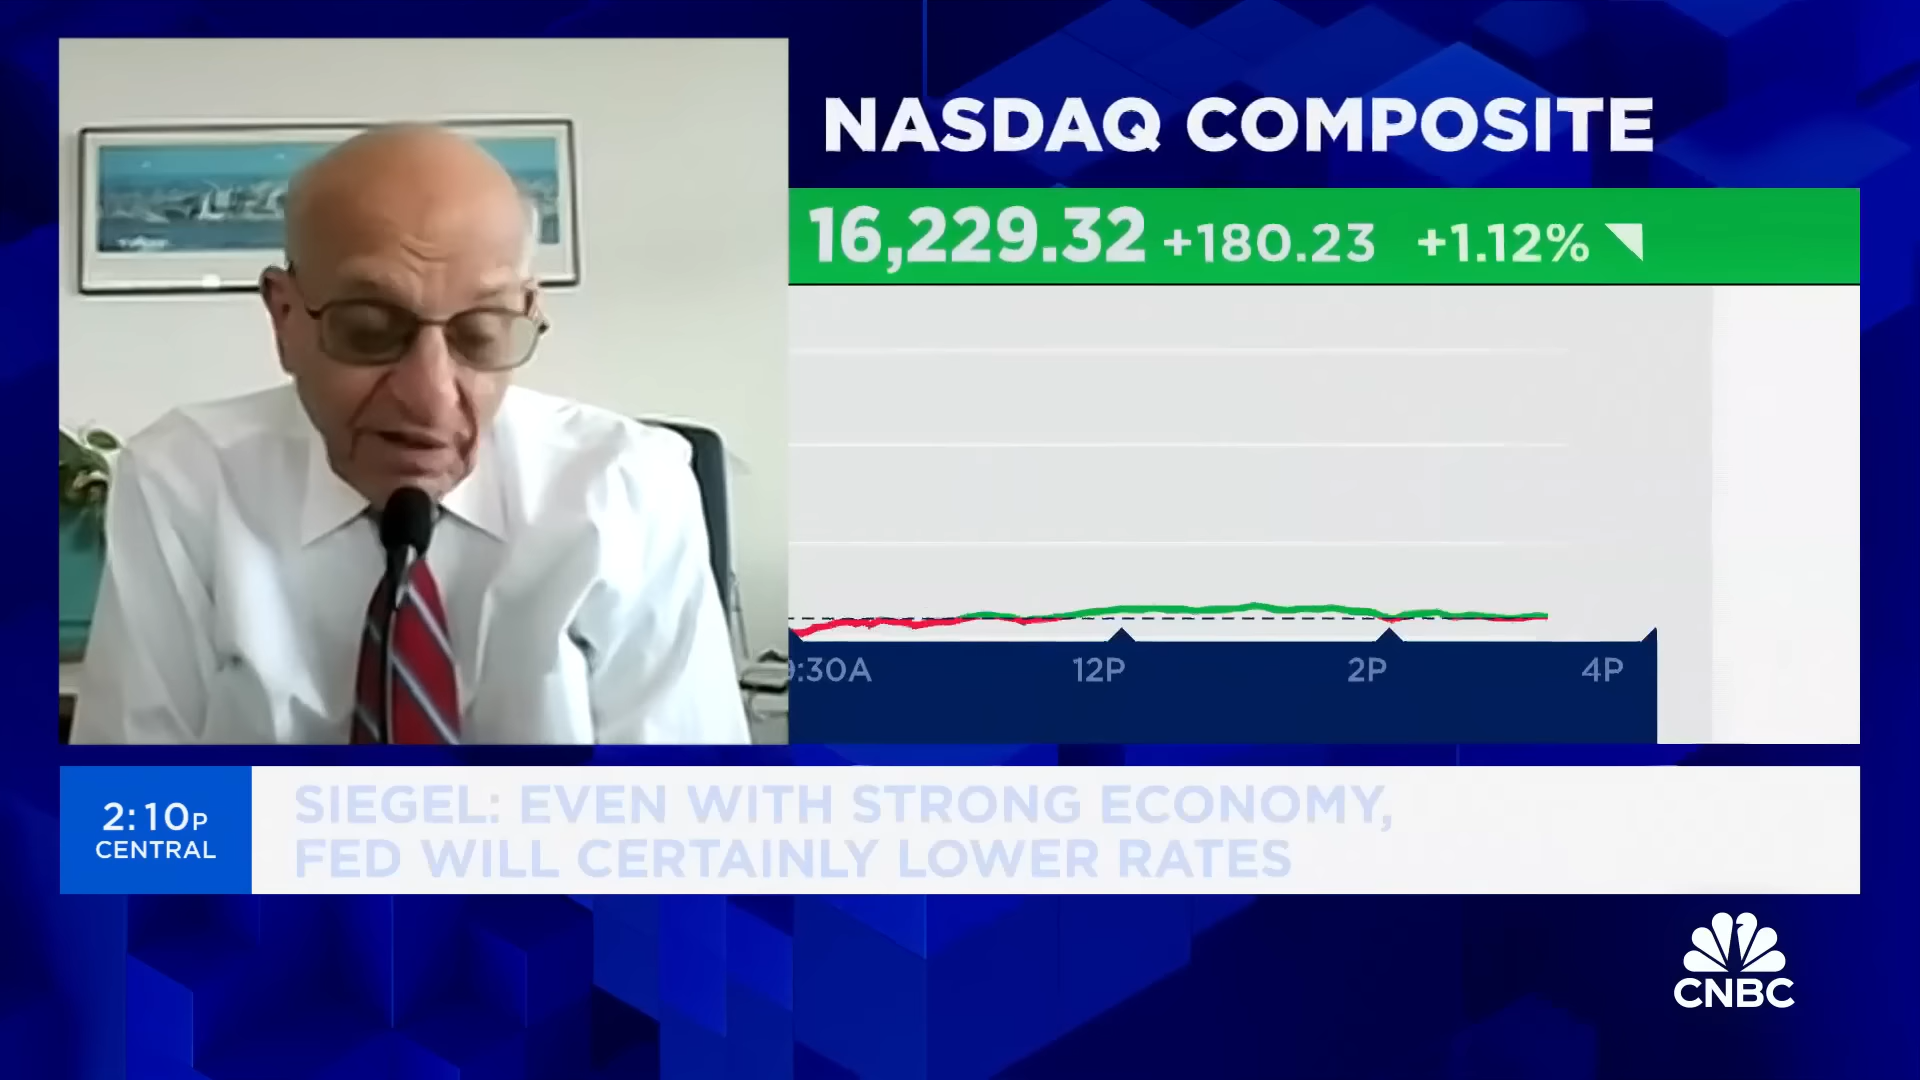 NASDAQ COMPOSITE
16,229.32 +180.23 +1.12%
9:30A 12P 2P 4P
2:10P
CENTRAL
SIEGEL: EVEN WITH STRONG ECONOMY,
FED WILL CERTAINLY LOWER RATES
CNBC